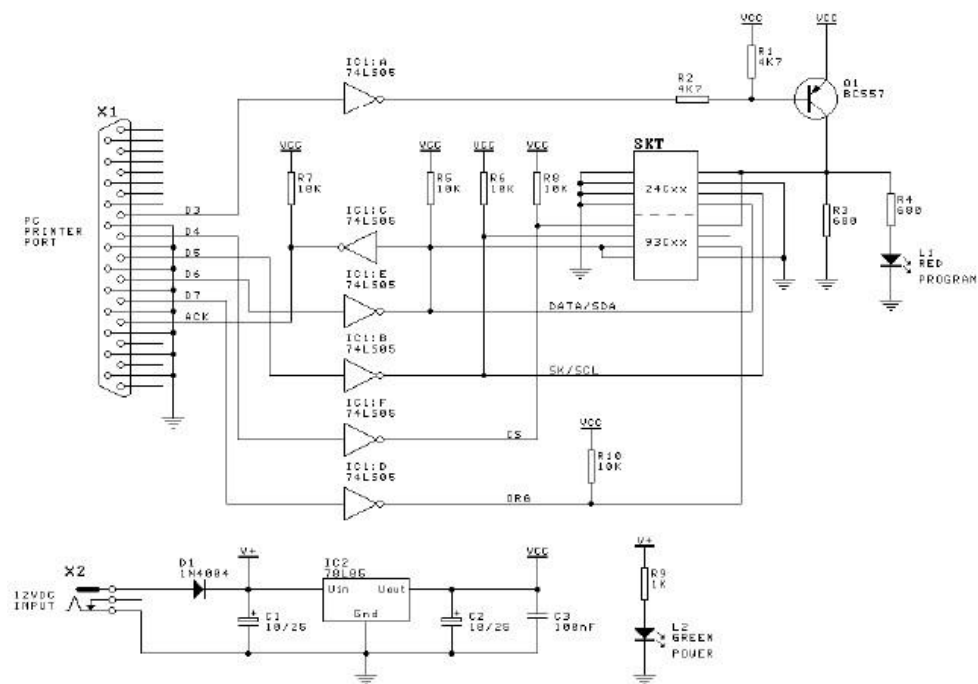 VCC
VCC
R1
4K7
IC1:A
74LS05
R2
4K7
Q1
BC557
X1
SKT
VCC
VCC
VCC
VCC
R7
10K
R5
10K
R6
10K
R8
10K
24Cxx
93Cxx
R4
680
R3
680
PC
PRINTER
PORT
D3
D4
D5
D6
D7
ACK
IC1:C
74LS05
L1
RED
PROGRAM
IC1:E
74LS05
DATA/SDA
IC1:B
74LS05
SK/SCL
IC1:F
74LS05
CS
VCC
R10
10K
IC1:D
74LS05
ORG
X2
12VDC
INPUT
D1
1N4004
V+
IC2
78L05
Uin
Uout
Gnd
VCC
V+
R9
1K
C1
10/25
C2
10/25
C3
100nF
L2
GREEN
POWER